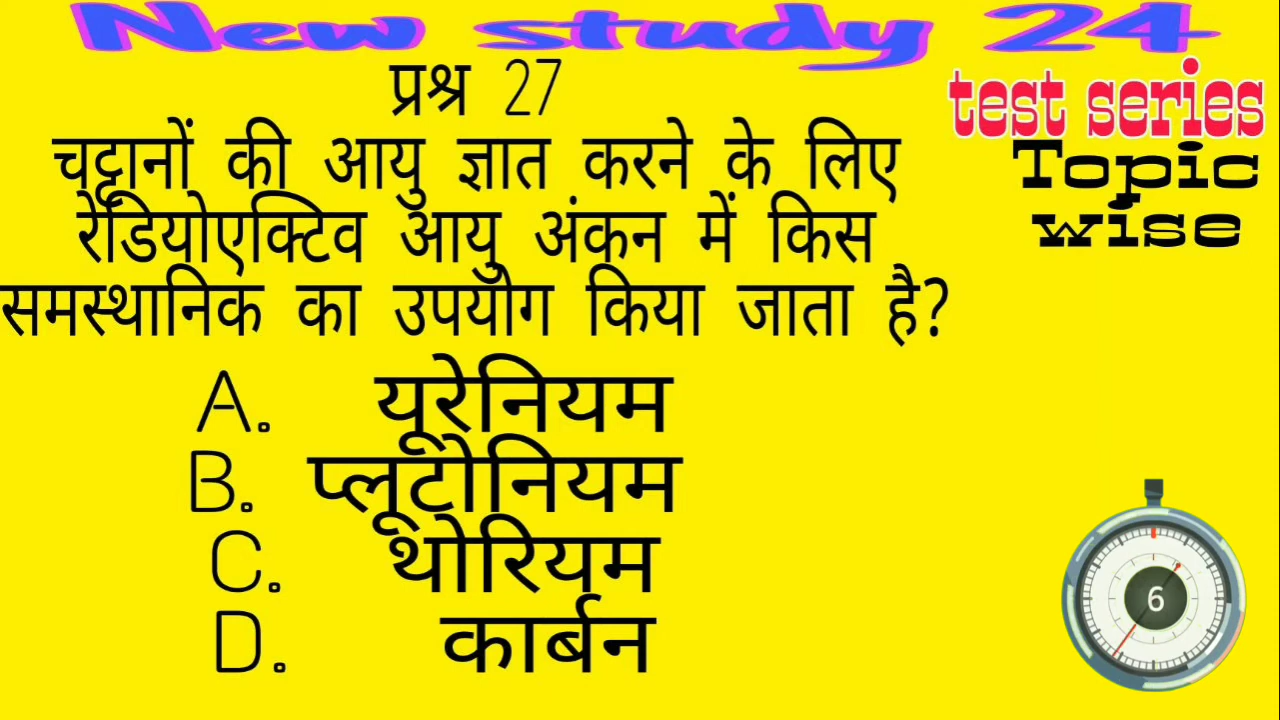 New study 24
test series
Topic
wise
प्रश्न 27
चट्टानों की आयु ज्ञात करने के लिए
रेडियोएक्टिव आयु अंकन में किस
समस्थानिक का उपयोग किया जाता है?
A. यूरेनियम
B. प्लूटोनियम
C. थोरियम
D. कार्बन
6